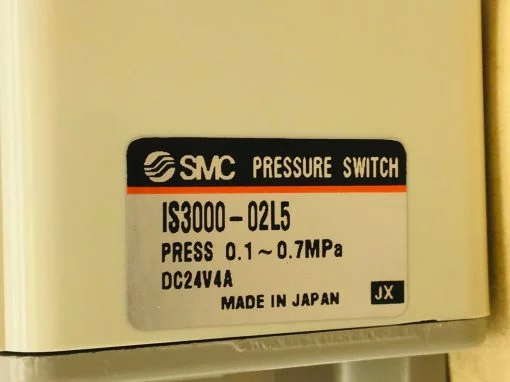 SMC PRESSURE SWITCH
IS3000-02L5
PRESS 0.1~0.7MPa
DC24V4A
MADE IN JAPAN JX